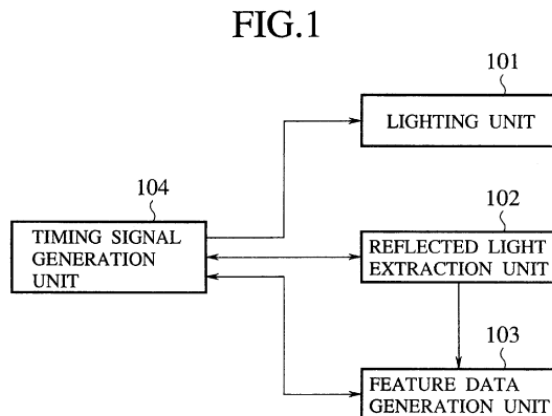 FIG.1
101
LIGHTING UNIT
104
TIMING SIGNAL
GENERATION
UNIT
102
REFLECTED LIGHT
EXTRACTION UNIT
103
FEATURE DATA
GENERATION UNIT